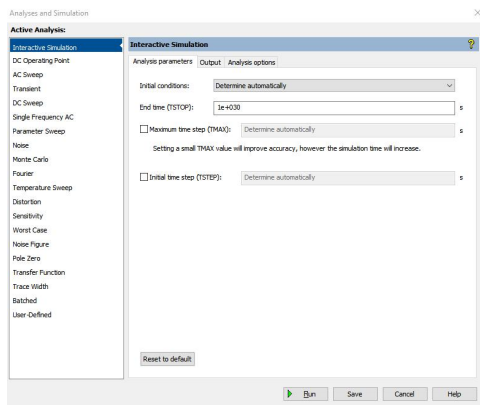 Analyses and Simulation
Active Analysis:
Interactive Simulation
DC Operating Point
AC Sweep
Transient
DC Sweep
Single Frequency AC
Parameter Sweep
Noise
Monte Carlo
Fourier
Temperature Sweep
Distortion
Sensitivity
Worst Case
Noise Figure
Pole Zero
Transfer Function
Trace Width
Batched
User-Defined
Interactive Simulation
Analysis parameters Output Analysis options
Initial conditions: Determine automatically
End time (TSTOP): 1e+030 s
Maximum time step (TMAX): Determine automatically s
Setting a small TMAX value will improve accuracy, however the simulation time will increase.
Initial time step (TSTEP): Determine automatically s
Reset to default
Run Save Cancel Help